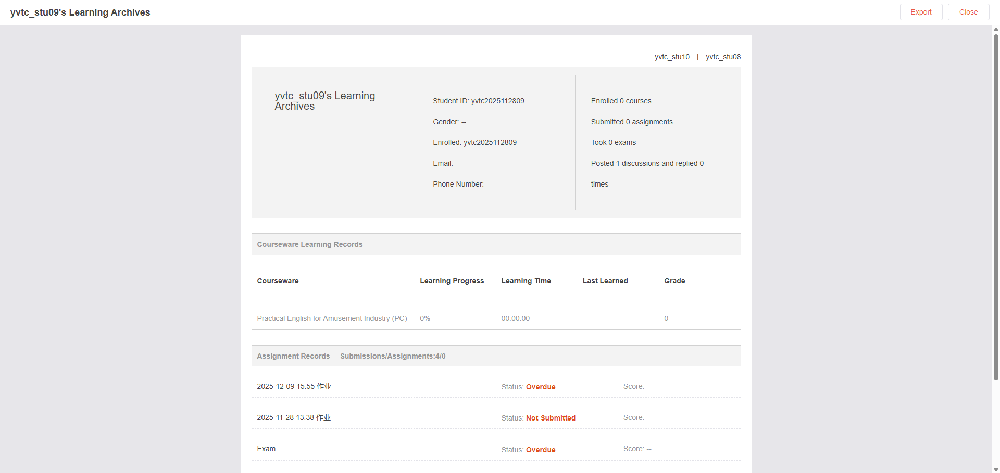 yvtc_stu09's Learning Archives
Export
Close
yvtc_stu10 | yvtc_stu08
yvtc_stu09's Learning
Archives
Student ID: yvtc2025112809
Gender: --
Enrolled: yvtc2025112809
Email: -
Phone Number: --
Enrolled 0 courses
Submitted 0 assignments
Took 0 exams
Posted 1 discussions and replied 0
times
Courseware Learning Records
Courseware Learning Progress Learning Time Last Learned Grade
Practical English for Amusement Industry (PC) 0% 00:00:00 0
Assignment Records Submissions/Assignments:4/0
2025-12-09 15:55 作业 Status: Overdue Score: --
2025-11-28 13:38 作业 Status: Not Submitted Score: --
Exam Status: Overdue Score: --